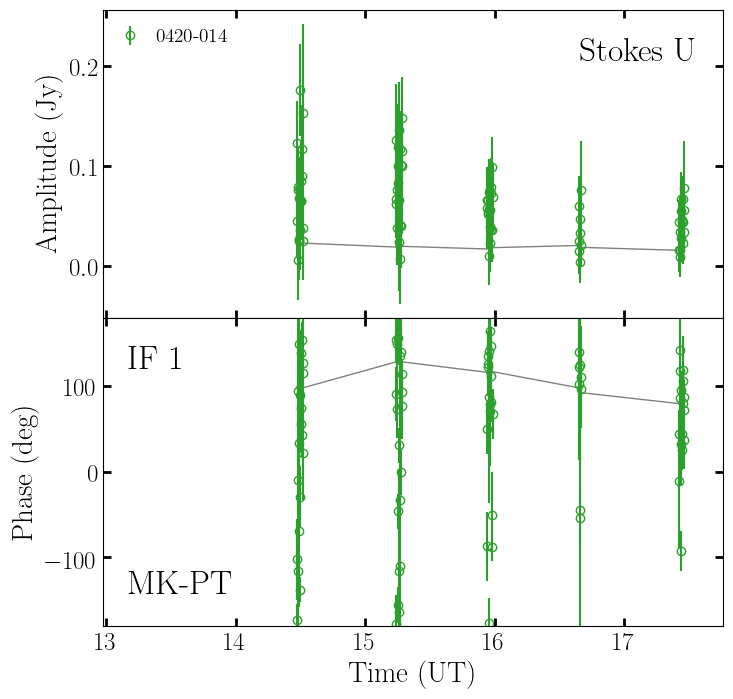 0420-014
Stokes U
0.2
0.1
0.0
Amplitude (Jy)
IF 1
100
0
−100
Phase (deg)
MK-PT
13 14 15 16 17
Time (UT)